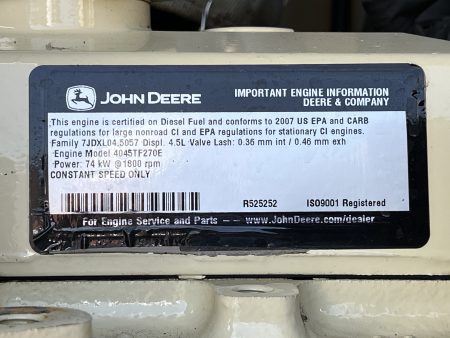 JOHN DEERE
IMPORTANT ENGINE INFORMATION
DEERE & COMPANY
This engine is certified on Diesel Fuel and conforms to 2007 US EPA and CARB
regulations for large nonroad CI and EPA regulations for stationary CI engines.
Family 7JDXL04.5057 Displ. 4.5L Valve Lash: 0.36 mm int / 0.46 mm exh
Engine Model 4045TF270E
Power: 74 kW @ 1800 rpm
CONSTANT SPEED ONLY
R525252 ISO9001 Registered
For Engine Service and Parts -- www.JohnDeere.com/dealer